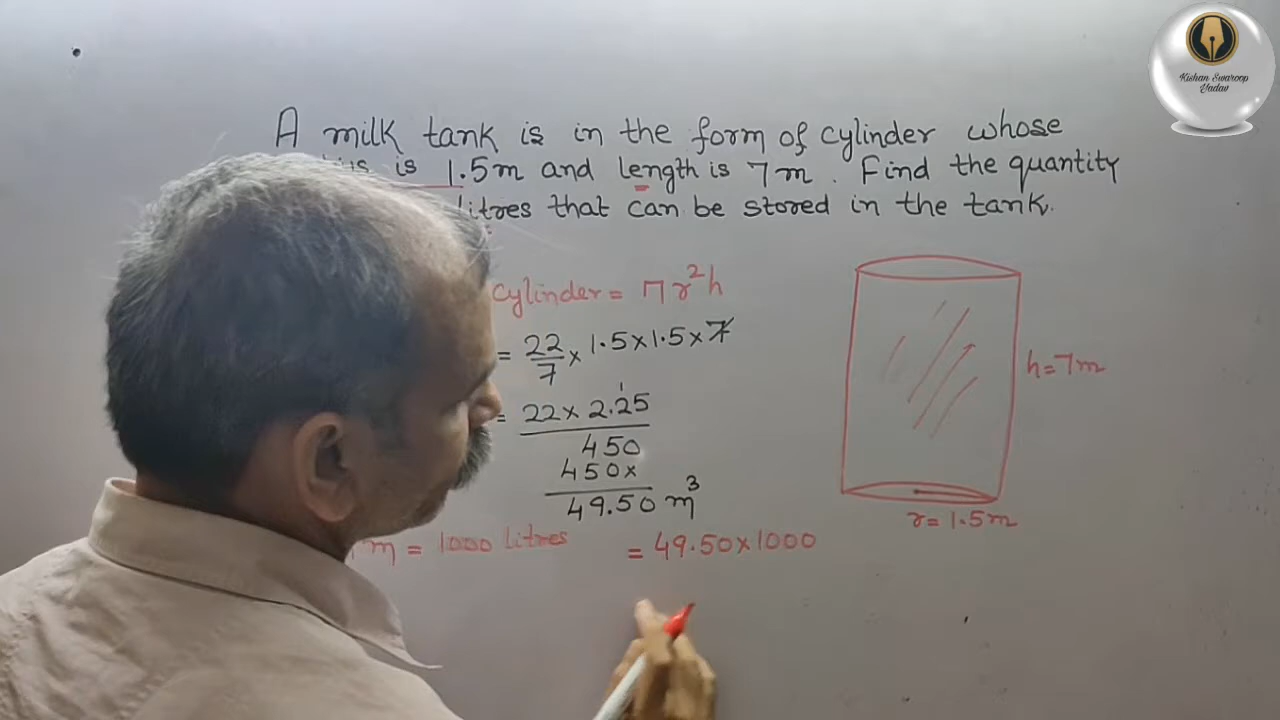 Kishan Swaroop
Yadav
A milk tank is in the form of cylinder whose
is 1.5m and length is 7m. Find the quantity
litres that can be stored in the tank.
cylinder = πr²h
= 22/7 × 1.5 × 1.5 × 7
= 22 × 2.25
450
450×
49.50 m³
m = 1000 litres
= 49.50×1000
h=7m
r=1.5m